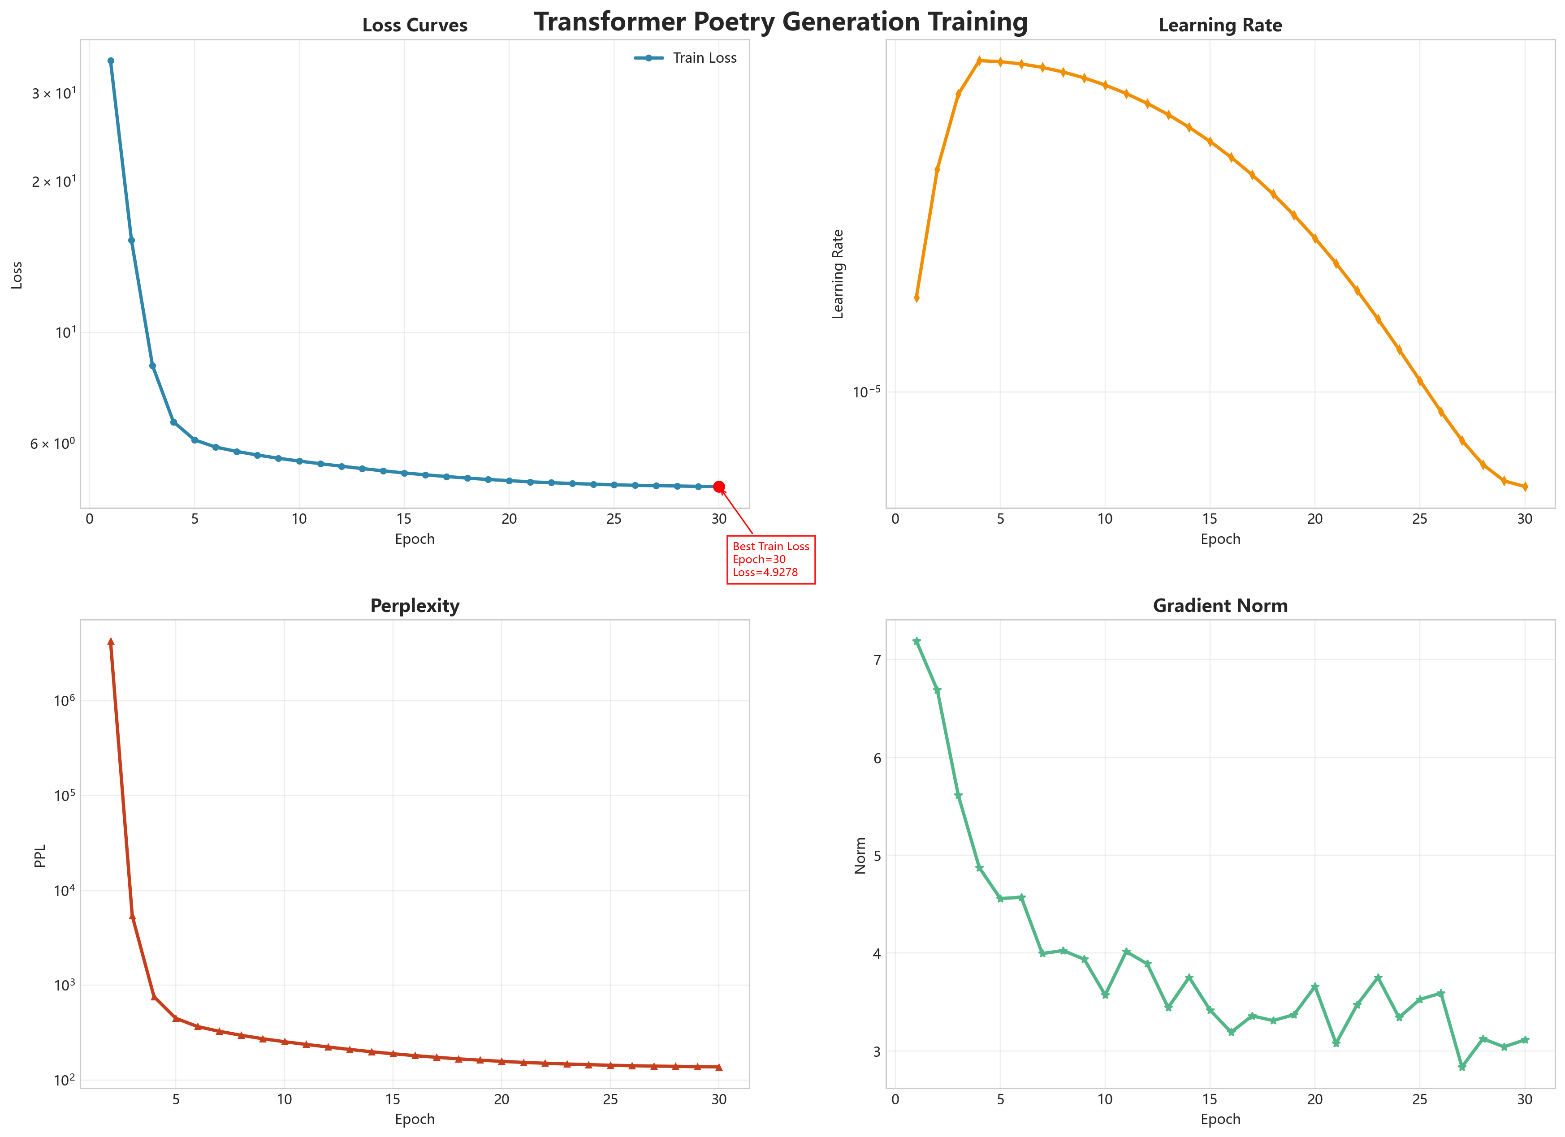 Transformer Poetry Generation Training
Loss Curves
Train Loss
3 × 10¹
2 × 10¹
10¹
6 × 10⁰
Loss
0 5 10 15 20 25 30
Epoch
Best Train Loss
Epoch=30
Loss=4.9278
Learning Rate
10⁻⁵
Learning Rate
0 5 10 15 20 25 30
Epoch
Perplexity
10⁶
10⁵
10⁴
10³
10²
PPL
5 10 15 20 25 30
Epoch
Gradient Norm
7
6
5
4
3
Norm
0 5 10 15 20 25 30
Epoch